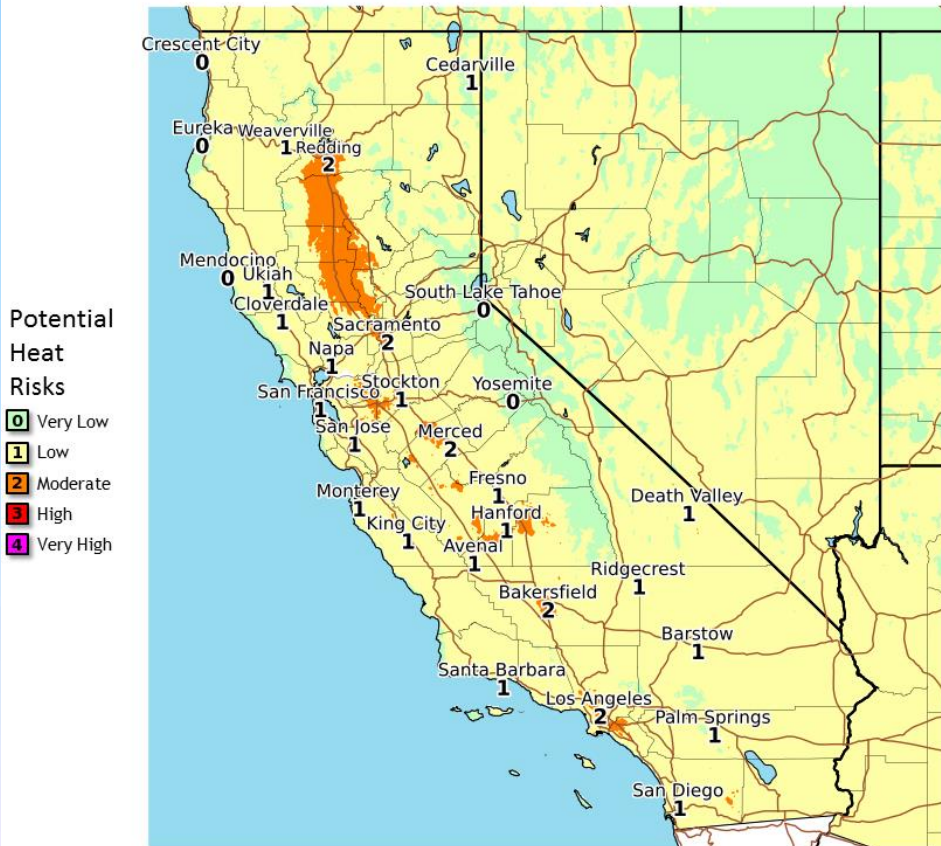 Crescent City
0
Cedarville
1
Eureka
0
Weaverville
1
Redding
2
Mendocino
0
Ukiah
1
Cloverdale
1
South Lake Tahoe
0
Sacramento
2
Napa
1
San Francisco
1
Stockton
1
Yosemite
0
San Jose
1
Merced
2
Monterey
1
Fresno
1
Death Valley
1
King City
1
Hanford
1
Avenal
1
Ridgecrest
1
Bakersfield
2
Barstow
1
Santa Barbara
1
Los Angeles
2
Palm Springs
1
San Diego
1
Potential
Heat
Risks
0 Very Low
1 Low
2 Moderate
3 High
4 Very High